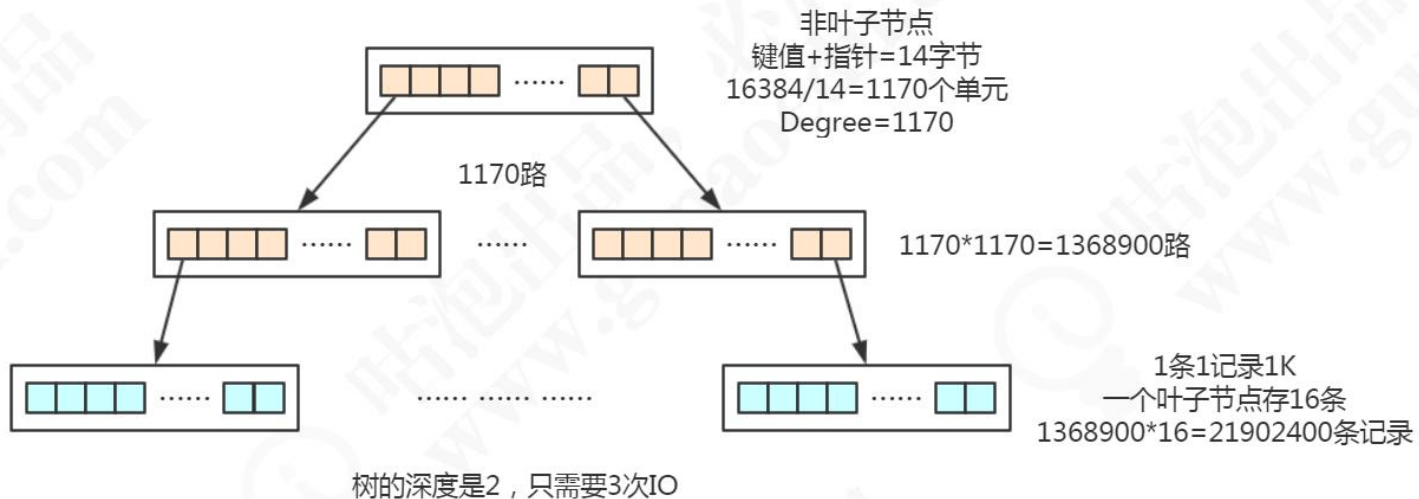 非叶子节点
键值+指针=14字节
16384/14=1170个单元
Degree=1170
......
1170路
......
......
......
1170*1170=1368900路
1条1记录1K
一个叶子节点存16条
1368900*16=21902400条记录
......
...... ...... ......
......
树的深度是2，只需要3次IO
咕泡出品